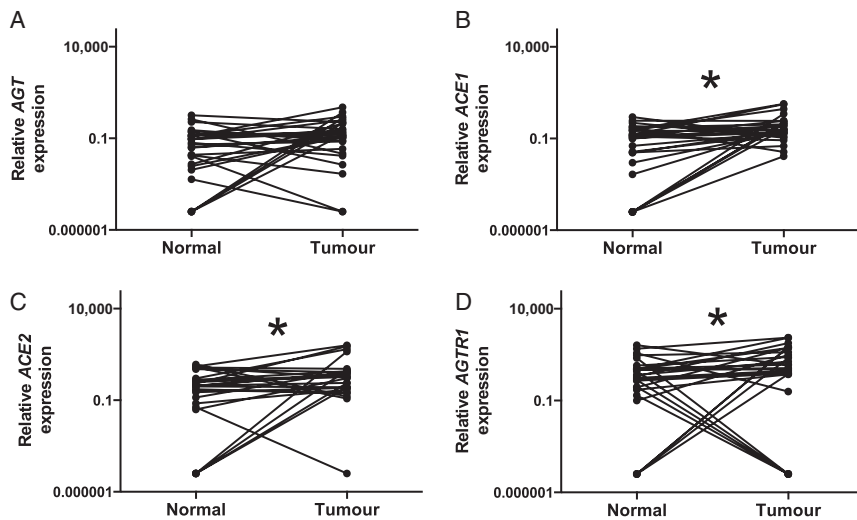 A
10,000
0.1
0.000001
Relative AGT
expression
Normal Tumour
B
*
10,000
0.1
0.000001
Relative ACE1
expression
Normal Tumour
C
*
10,000
0.1
0.000001
Relative ACE2
expression
Normal Tumour
D
*
10,000
0.1
0.000001
Relative AGTR1
expression
Normal Tumour